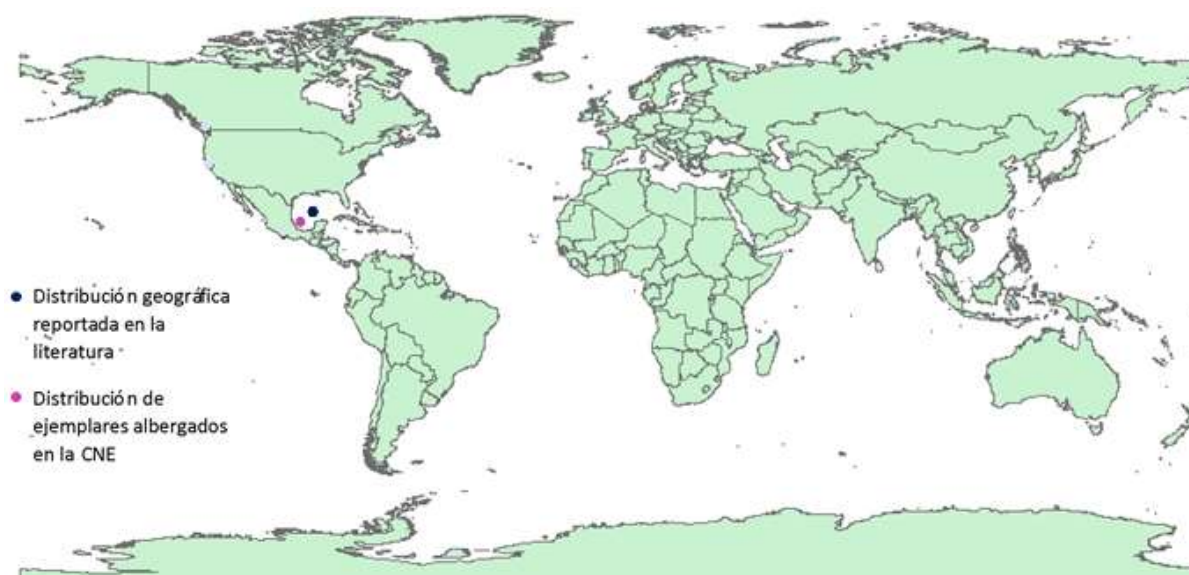 Distribución geográfica
reportada en la
literatura
Distribución de
ejemplares albergados
en la CNE